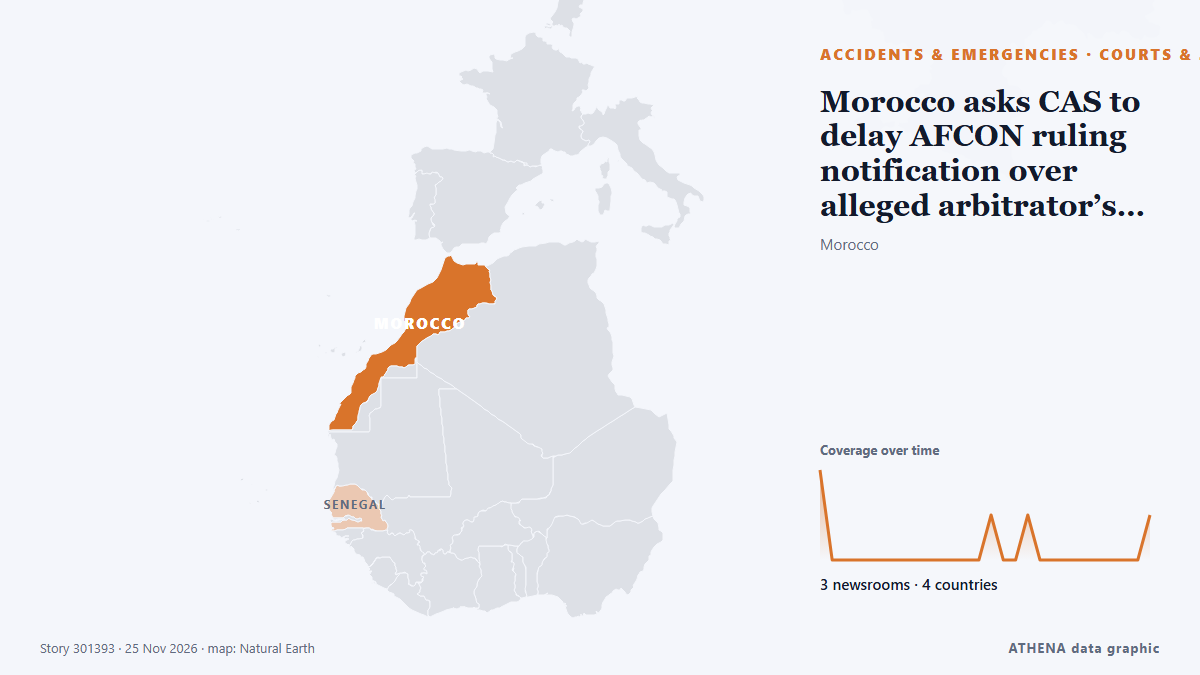 ACCIDENTS & EMERGENCIES · COURTS &
Morocco asks CAS to
delay AFCON ruling
notification over
alleged arbitrator's…
Morocco
MOROCCO
SENEGAL
Coverage over time
3 newsrooms · 4 countries
Story 301393 · 25 Nov 2026 · map: Natural Earth
ATHENA data graphic